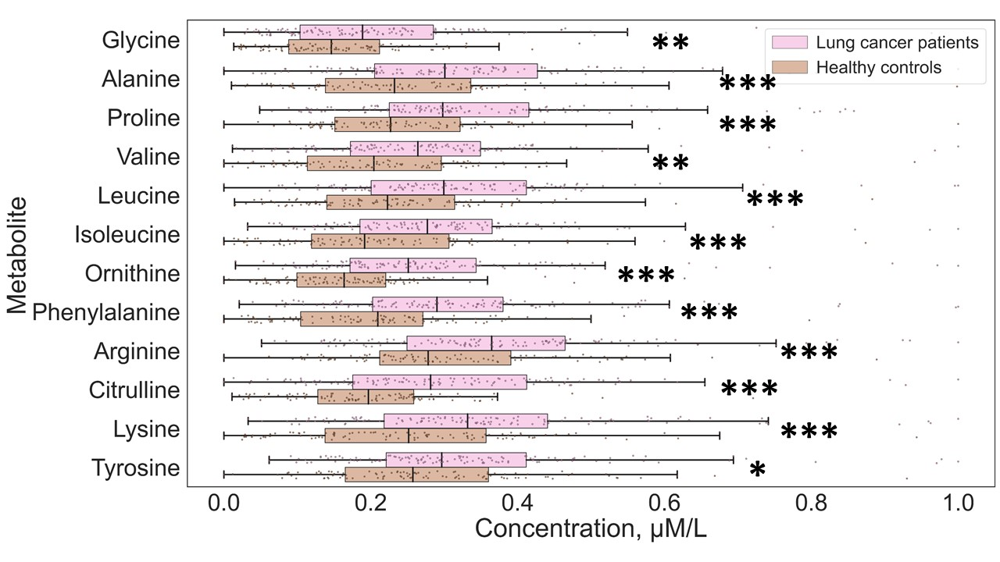 Glycine
**
Lung cancer patients
Healthy controls
Alanine
***
Proline
***
Valine
**
Leucine
***
Isoleucine
***
Ornithine
***
Phenylalanine
***
Arginine
***
Citrulline
***
Lysine
***
Tyrosine
*
Metabolite
0.0 0.2 0.4 0.6 0.8 1.0
Concentration, µM/L